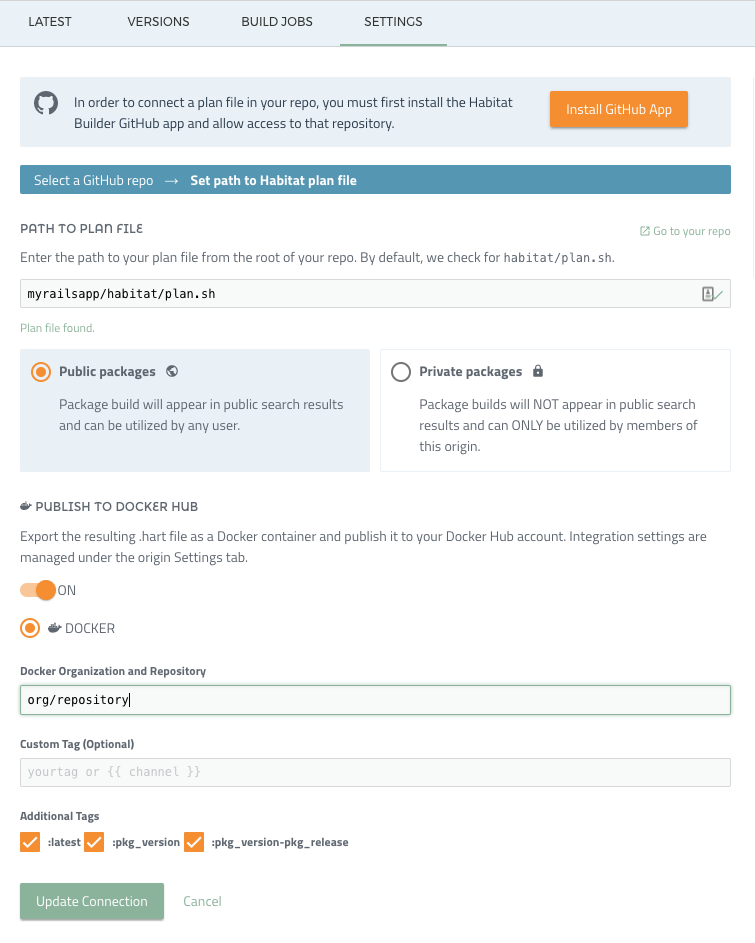 LATEST VERSIONS BUILD JOBS SETTINGS
In order to connect a plan file in your repo, you must first install the Habitat
Builder GitHub app and allow access to that repository.
Install GitHub App
Select a GitHub repo → Set path to Habitat plan file
PATH TO PLAN FILE
Go to your repo
Enter the path to your plan file from the root of your repo. By default, we check for habitat/plan.sh.
myrailsapp/habitat/plan.sh
Plan file found.
Public packages
Package build will appear in public search results
and can be utilized by any user.
Private packages
Package builds will NOT appear in public search
results and can ONLY be utilized by members of
this origin.
PUBLISH TO DOCKER HUB
Export the resulting .hart file as a Docker container and publish it to your Docker Hub account. Integration settings are
managed under the origin Settings tab.
ON
DOCKER
Docker Organization and Repository
org/repository
Custom Tag (Optional)
yourtag or {{ channel }}
Additional Tags
:latest :pkg_version :pkg_version-pkg_release
Update Connection Cancel